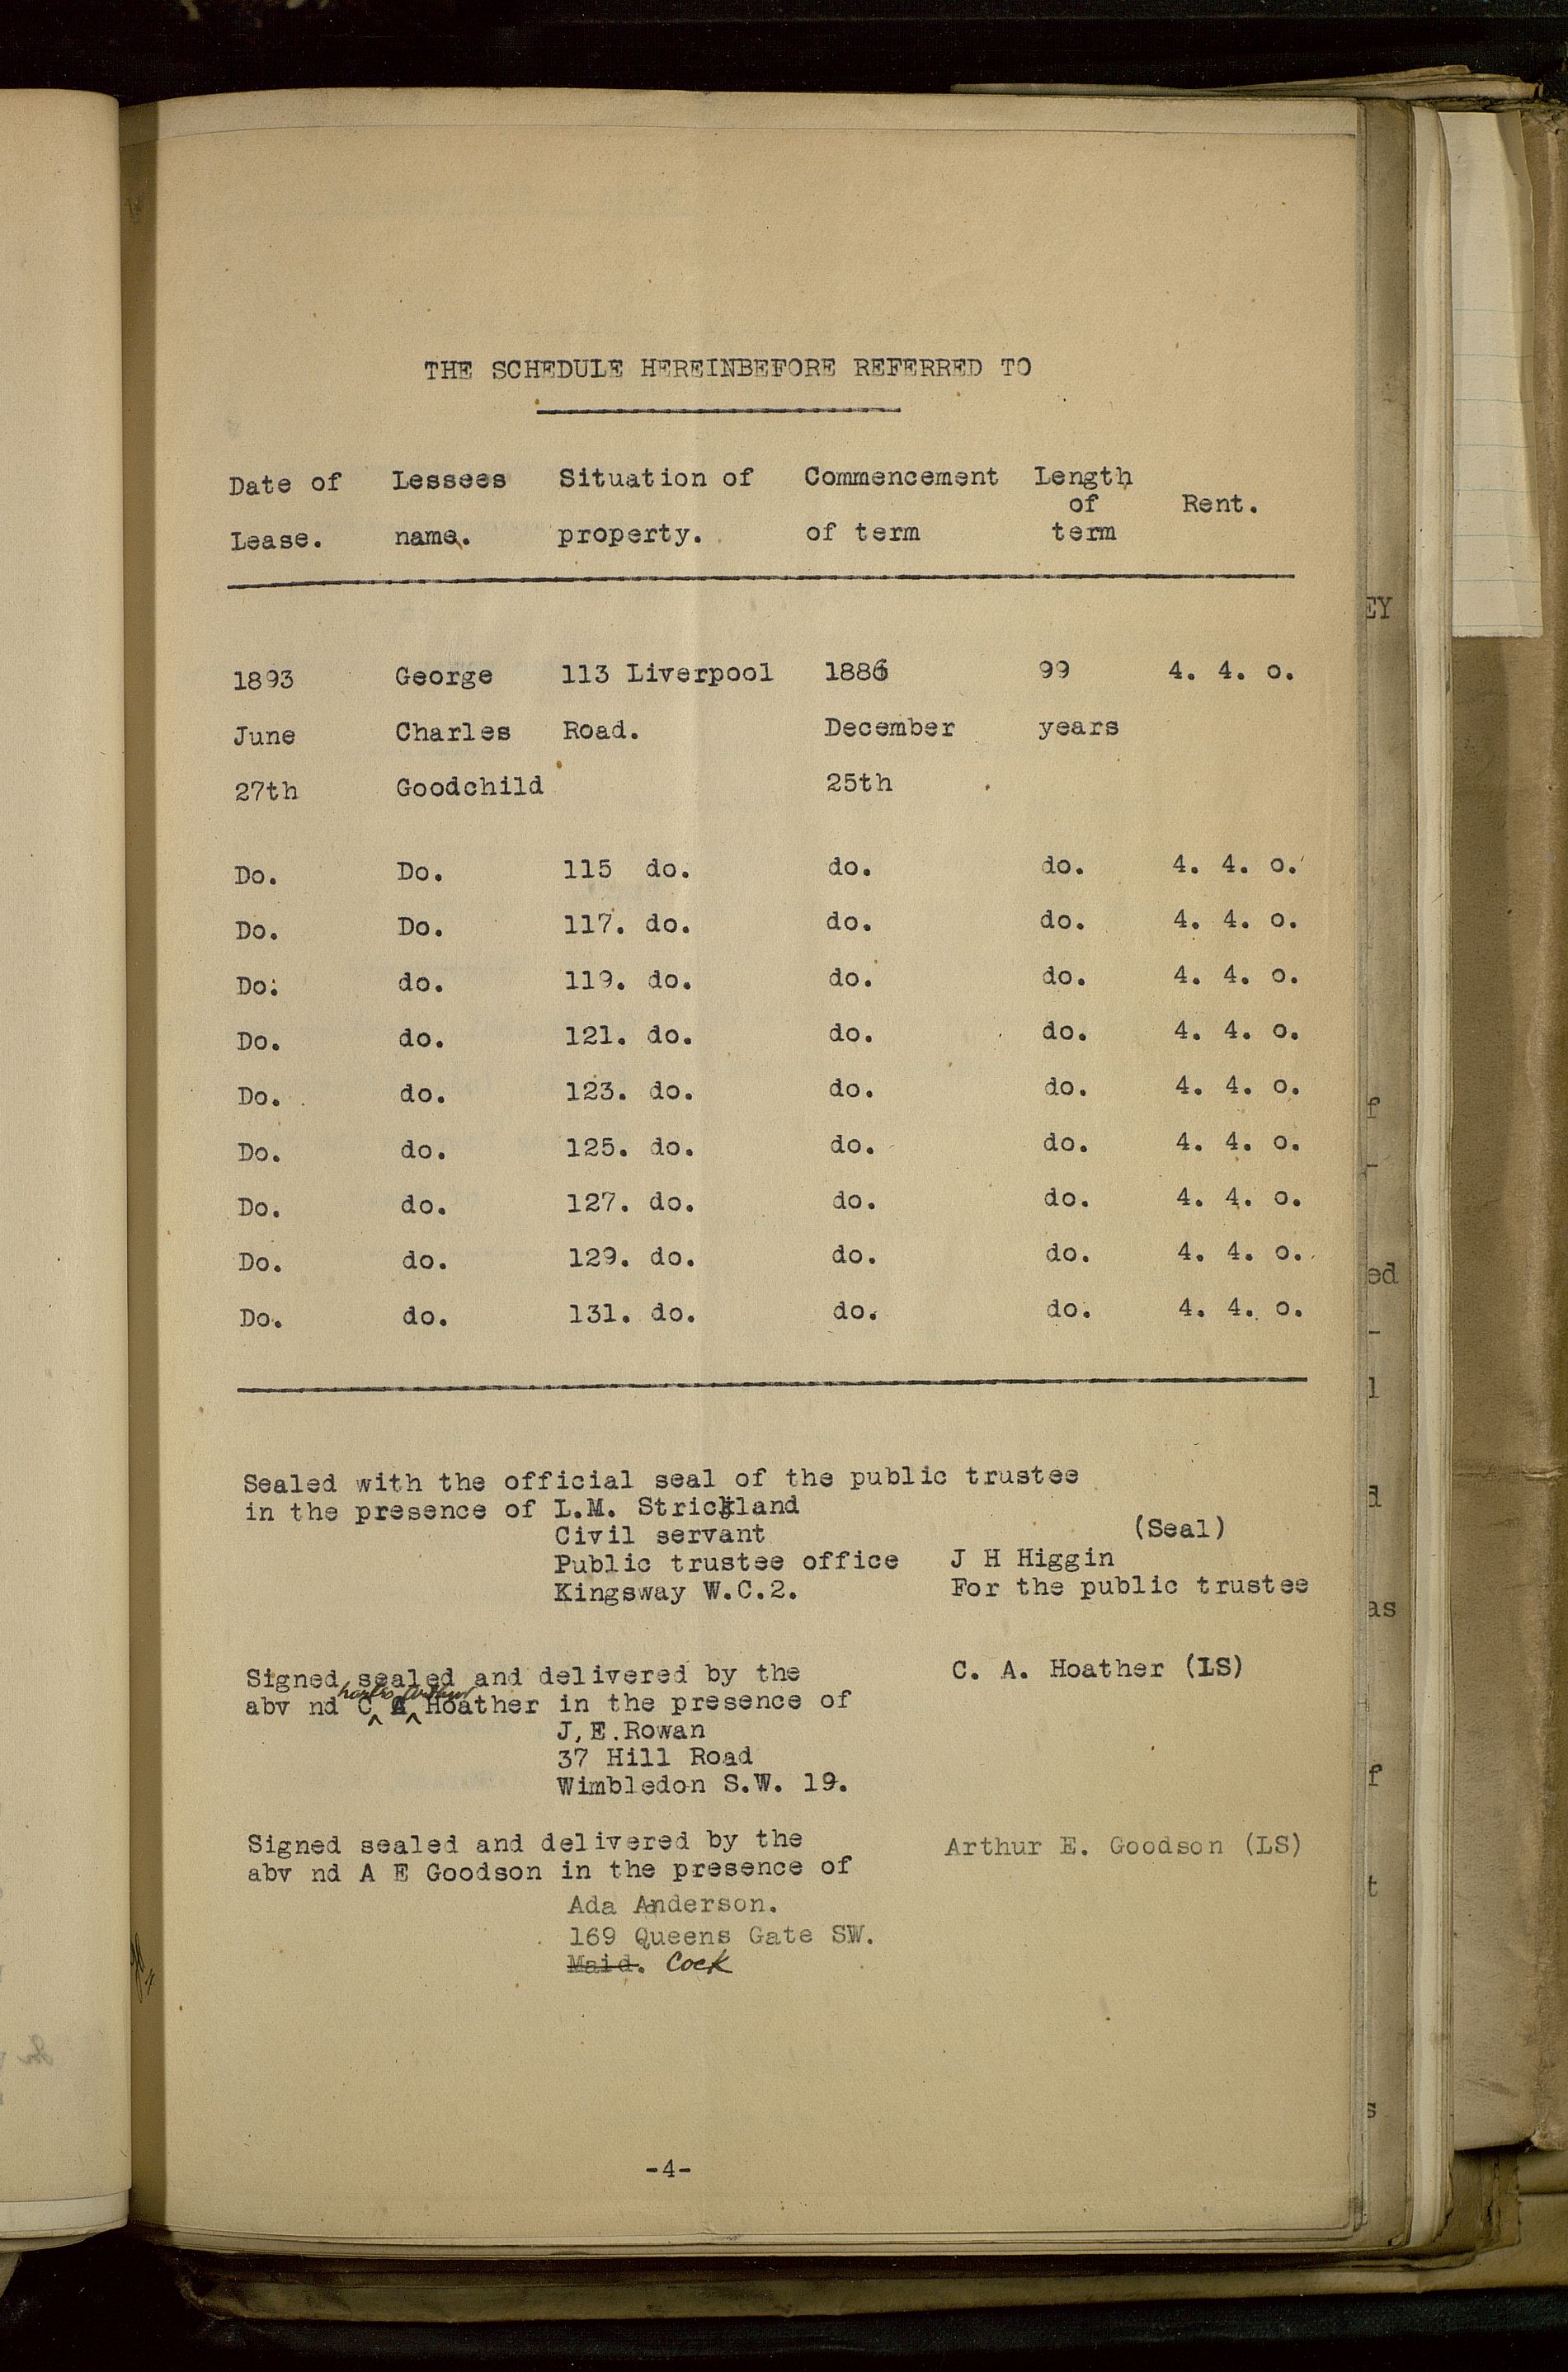 THE SCHEDULE HEREINBEFORE REFERRED TO
Date of Lessees Situation of Commencement Length of Rent.
Lease. name. property. of term term
1893 George 113 Liverpool 1886 99 4. 4. o.
June Charles Road. December years
27th Goodchild 25th
Do. Do. 115 do. do. do. 4. 4. o.
Do. Do. 117. do. do. do. 4. 4. o.
Do. do. 119. do. do. do. 4. 4. o.
Do. do. 121. do. do. do. 4. 4. o.
Do. do. 123. do. do. do. 4. 4. o.
Do. do. 125. do. do. do. 4. 4. o.
Do. do. 127. do. do. do. 4. 4. o.
Do. do. 129. do. do. do. 4. 4. o.
Do. do. 131. do. do. do. 4. 4. o.
Sealed with the official seal of the public trustee
in the presence of L.M. Strickland
Civil servant (Seal)
Public trustee office J H Higgin
Kingsway W.C.2. For the public trustee
Signed sealed and delivered by the C. A. Hoather (LS)
harles arthur
abv nd C A Hoather in the presence of
J,E.Rowan
37 Hill Road
Wimbledon S.W. 19.
Signed sealed and delivered by the Arthur E. Goodson (LS)
abv nd A E Goodson in the presence of
Ada Anderson.
169 Queens Gate SW.
Maid. Cock
-4-
EY
f
ed
l
d
as
f
t
s